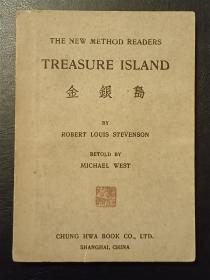 THE NEW METHOD READERS
TREASURE ISLAND
金銀島
BY
ROBERT LOUIS STEVENSON
RETOLD BY
MICHAEL WEST
CHUNG HWA BOOK CO., LTD.
SHANGHAI, CHINA